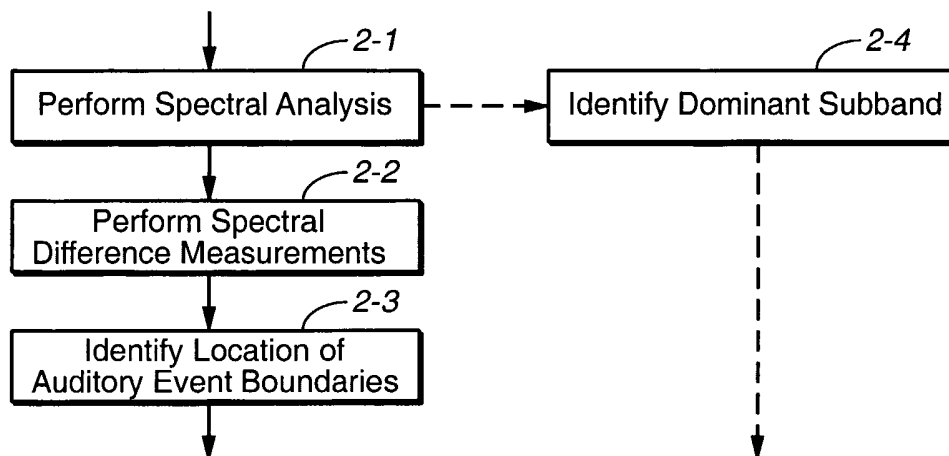 2-1
Perform Spectral Analysis
2-4
Identify Dominant Subband
2-2
Perform Spectral
Difference Measurements
2-3
Identify Location of
Auditory Event Boundaries